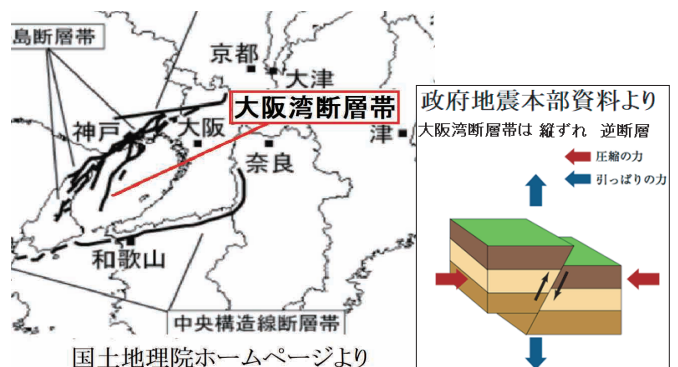 島断層帯
京都
大津
大阪湾断層帯
神戸
大阪
津
奈良
和歌山
中央構造線断層帯
国土地理院ホームページより
政府地震本部資料より
大阪湾断層帯は 縦ずれ 逆断層
圧縮の力
引っぱりの力